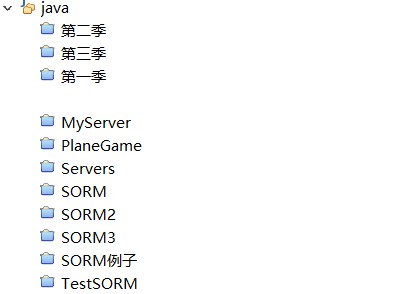 java
第二季
第三季
第一季
MyServer
PlaneGame
Servers
SORM
SORM2
SORM3
SORM例子
TestSORM